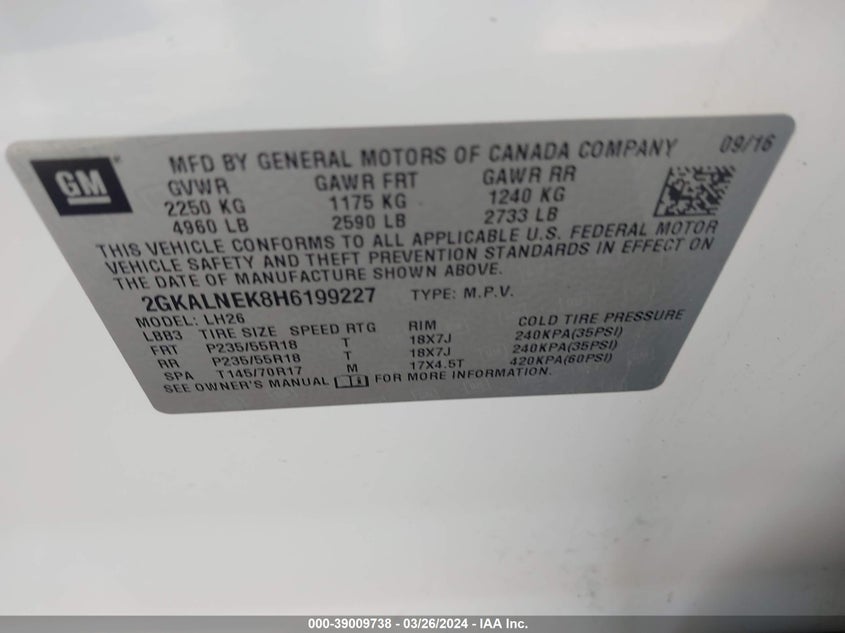 GM
MFD BY GENERAL MOTORS OF CANADA COMPANY 09/16
GVWR GAWR FRT GAWR RR
2250 KG 1175 KG 1240 KG
4960 LB 2590 LB 2733 LB
THIS VEHICLE CONFORMS TO ALL APPLICABLE U.S. FEDERAL MOTOR
VEHICLE SAFETY AND THEFT PREVENTION STANDARDS IN EFFECT ON
THE DATE OF MANUFACTURE SHOWN ABOVE.
2GKALNEK8H6199227 TYPE: M.P.V.
MODEL: LH26
LBB3 TIRE SIZE SPEED RTG RIM COLD TIRE PRESSURE
FRT P235/55R18 T 18X7J 240KPA(35PSI)
RR P235/55R18 T 18X7J 240KPA(35PSI)
SPA T145/70R17 M 17X4.5T 420KPA(60PSI)
SEE OWNER'S MANUAL FOR MORE INFORMATION.
000-39009738 - 03/26/2024 - IAA Inc.